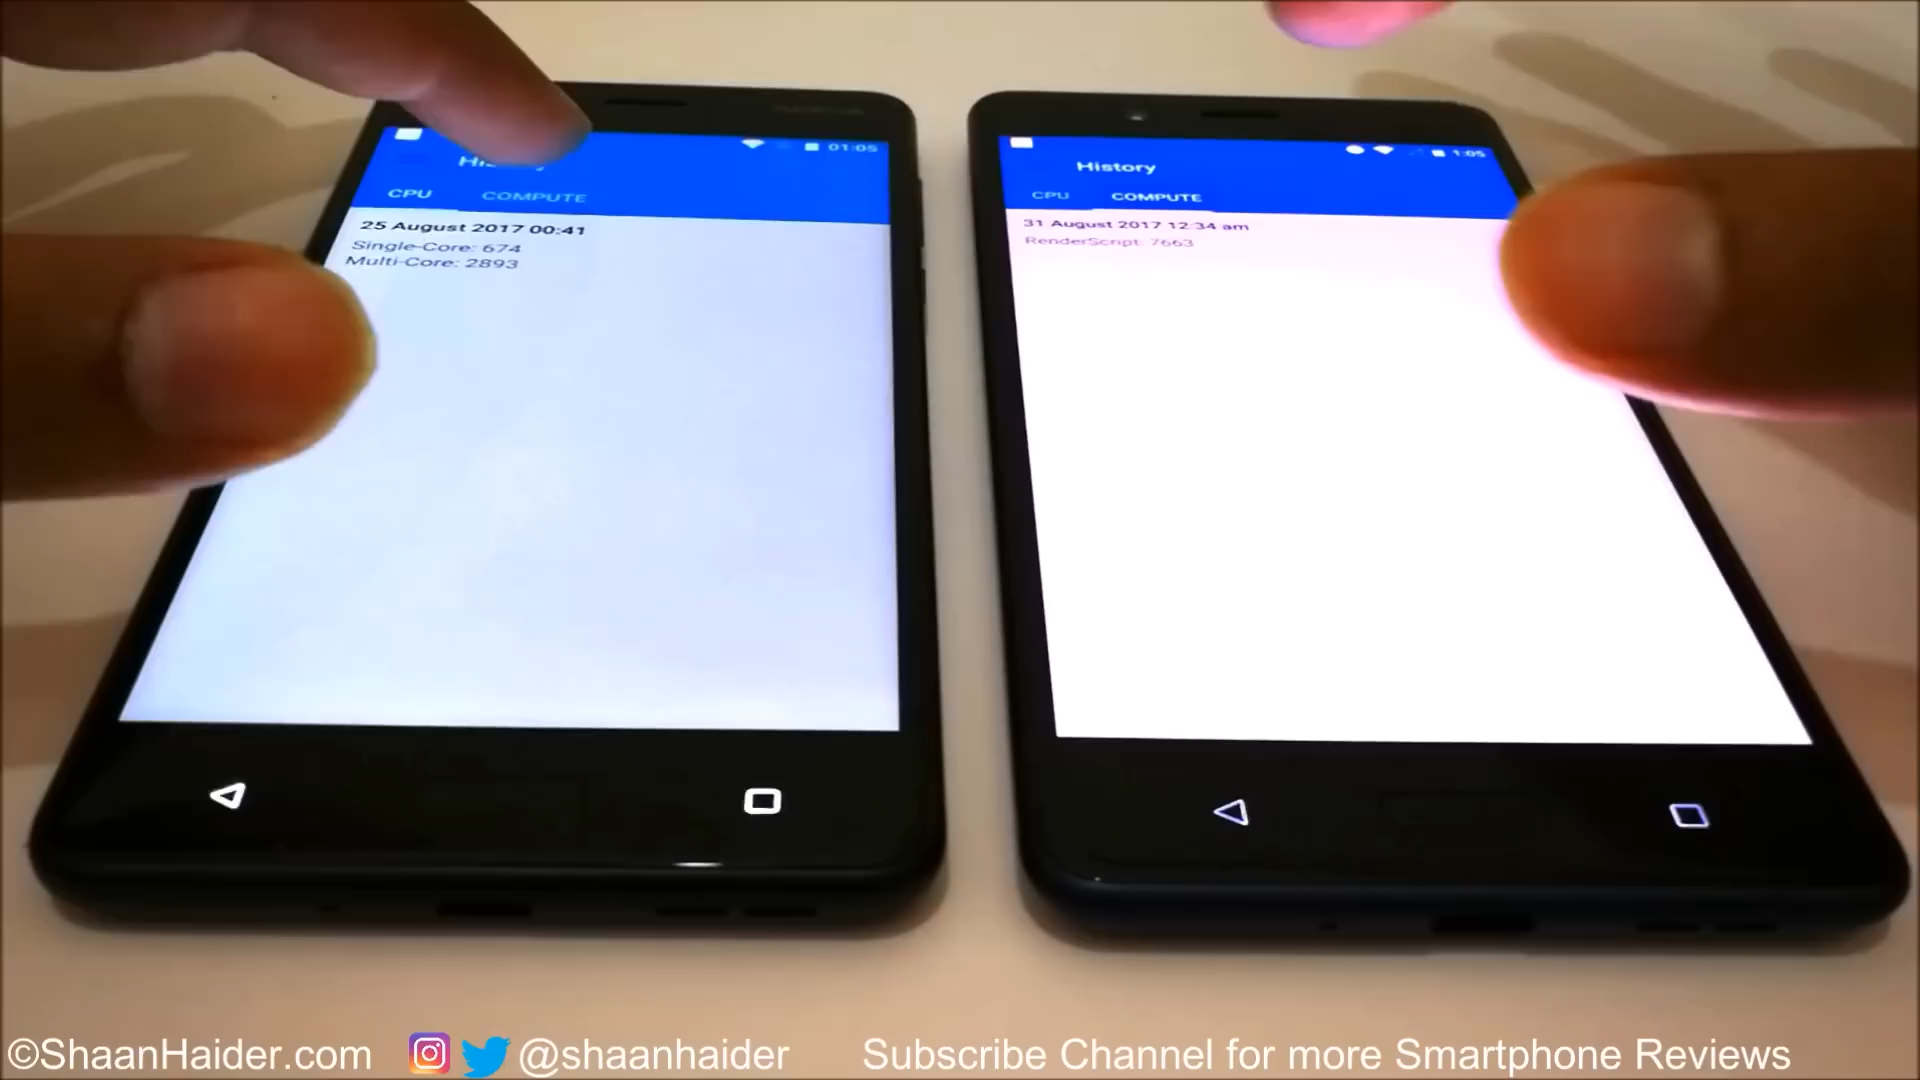 01:05
History
CPU COMPUTE
25 August 2017 00:41
Single-Core: 674
Multi-Core: 2893
1:05
History
CPU COMPUTE
31 August 2017 12:34 am
RenderScript: 7663
©ShaanHaider.com @shaanhaider Subscribe Channel for more Smartphone Reviews